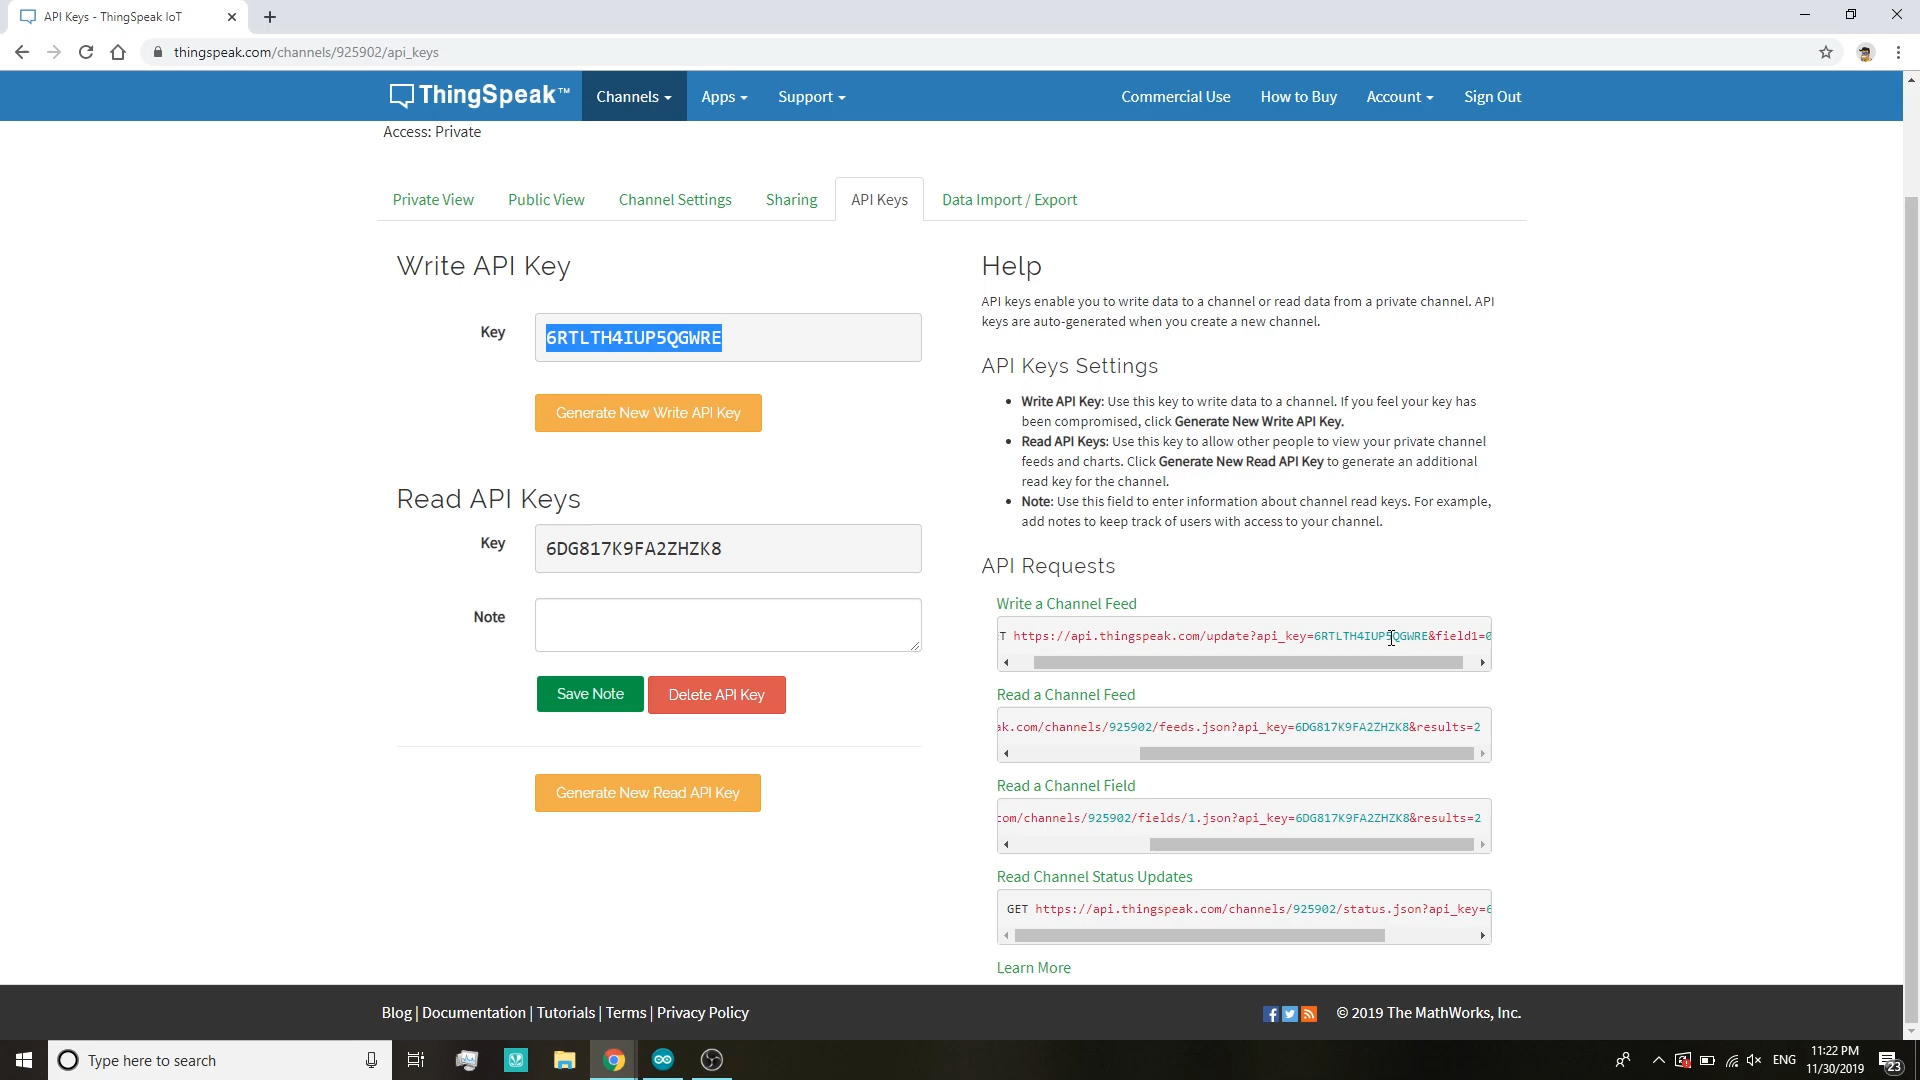 API Keys - ThingSpeak IoT
thingspeak.com/channels/925902/api_keys
ThingSpeak™
Channels
Apps
Support
Commercial Use
How to Buy
Account
Sign Out
Access: Private
Private View
Public View
Channel Settings
Sharing
API Keys
Data Import / Export
Write API Key
Key
6RTLTH4IUP5QGWRE
Generate New Write API Key
Read API Keys
Key
6DG817K9FA2ZHZK8
Note
Save Note
Delete API Key
Generate New Read API Key
Help
API keys enable you to write data to a channel or read data from a private channel. API
keys are auto-generated when you create a new channel.
API Keys Settings
• Write API Key: Use this key to write data to a channel. If you feel your key has
been compromised, click Generate New Write API Key.
• Read API Keys: Use this key to allow other people to view your private channel
feeds and charts. Click Generate New Read API Key to generate an additional
read key for the channel.
• Note: Use this field to enter information about channel read keys. For example,
add notes to keep track of users with access to your channel.
API Requests
Write a Channel Feed
T https://api.thingspeak.com/update?api_key=6RTLTH4IUP5QGWRE&field1=0
Read a Channel Feed
ak.com/channels/925902/feeds.json?api_key=6DG817K9FA2ZHZK8&results=2
Read a Channel Field
com/channels/925902/fields/1.json?api_key=6DG817K9FA2ZHZK8&results=2
Read Channel Status Updates
GET https://api.thingspeak.com/channels/925902/status.json?api_key=6
Learn More
Blog | Documentation | Tutorials | Terms | Privacy Policy
© 2019 The MathWorks, Inc.
Type here to search
ENG
11:22 PM
11/30/2019
23